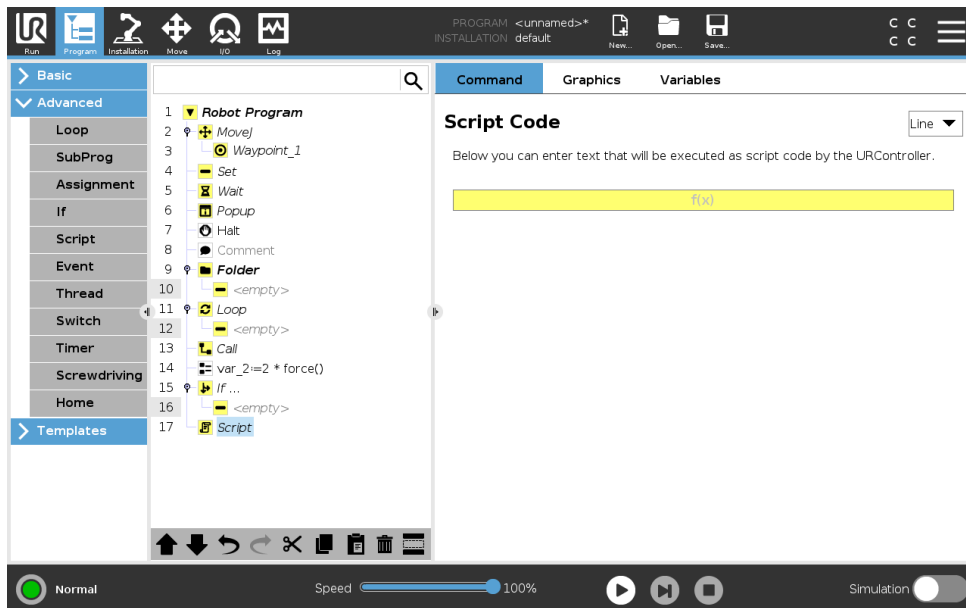 UR
Run
Program
Installation
Move
I/O
Log
PROGRAM <unnamed>*
INSTALLATION default
New...
Open...
Save...
C C
C C
Basic
Advanced
Loop
SubProg
Assignment
If
Script
Event
Thread
Switch
Timer
Screwdriving
Home
Templates
1 Robot Program
2 MoveJ
3 Waypoint_1
4 Set
5 Wait
6 Popup
7 Halt
8 Comment
9 Folder
10 <empty>
11 Loop
12 <empty>
13 Call
14 var_2:=2 * force()
15 If ...
16 <empty>
17 Script
Command Graphics Variables
Script Code
Line
Below you can enter text that will be executed as script code by the URController.
f(x)
Normal
Speed 100%
Simulation